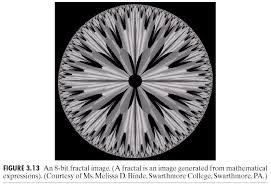 FIGURE 3.13 An 8-bit fractal image. (A fractal is an image generated from mathematical
expressions). (Courtesy of Ms. Melissa D. Binde, Swarthmore College, Swarthmore, PA.)